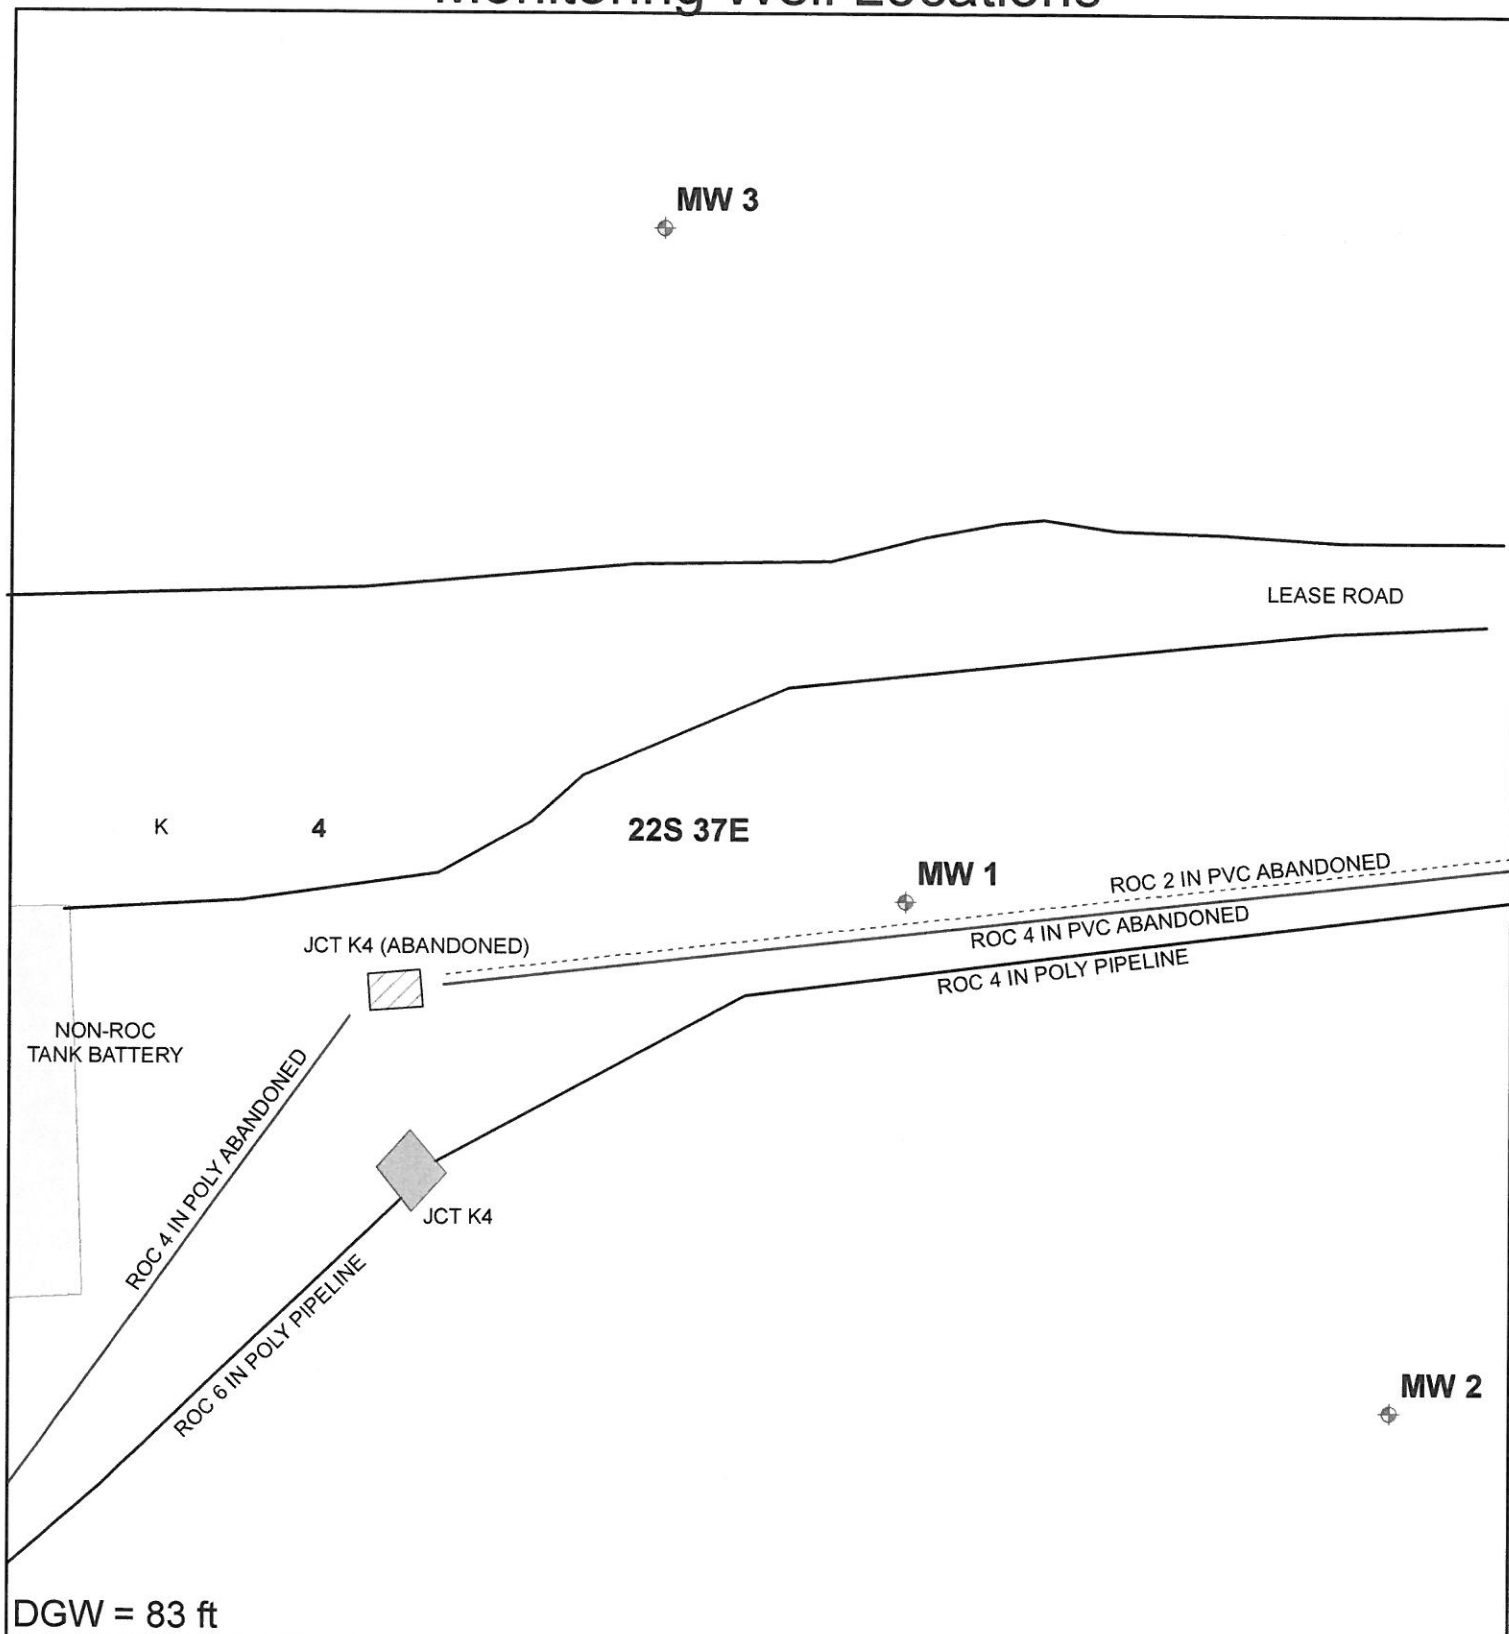 Monitoring Well Locations
MW 3
LEASE ROAD
K
4
22S 37E
MW 1
ROC 2 IN PVC ABANDONED
ROC 4 IN PVC ABANDONED
JCT K4 (ABANDONED)
ROC 4 IN POLY PIPELINE
NON-ROC
TANK BATTERY
ROC 4 IN POLY ABANDONED
JCT K4
ROC 6 IN POLY PIPELINE
MW 2
DGW = 83 ft